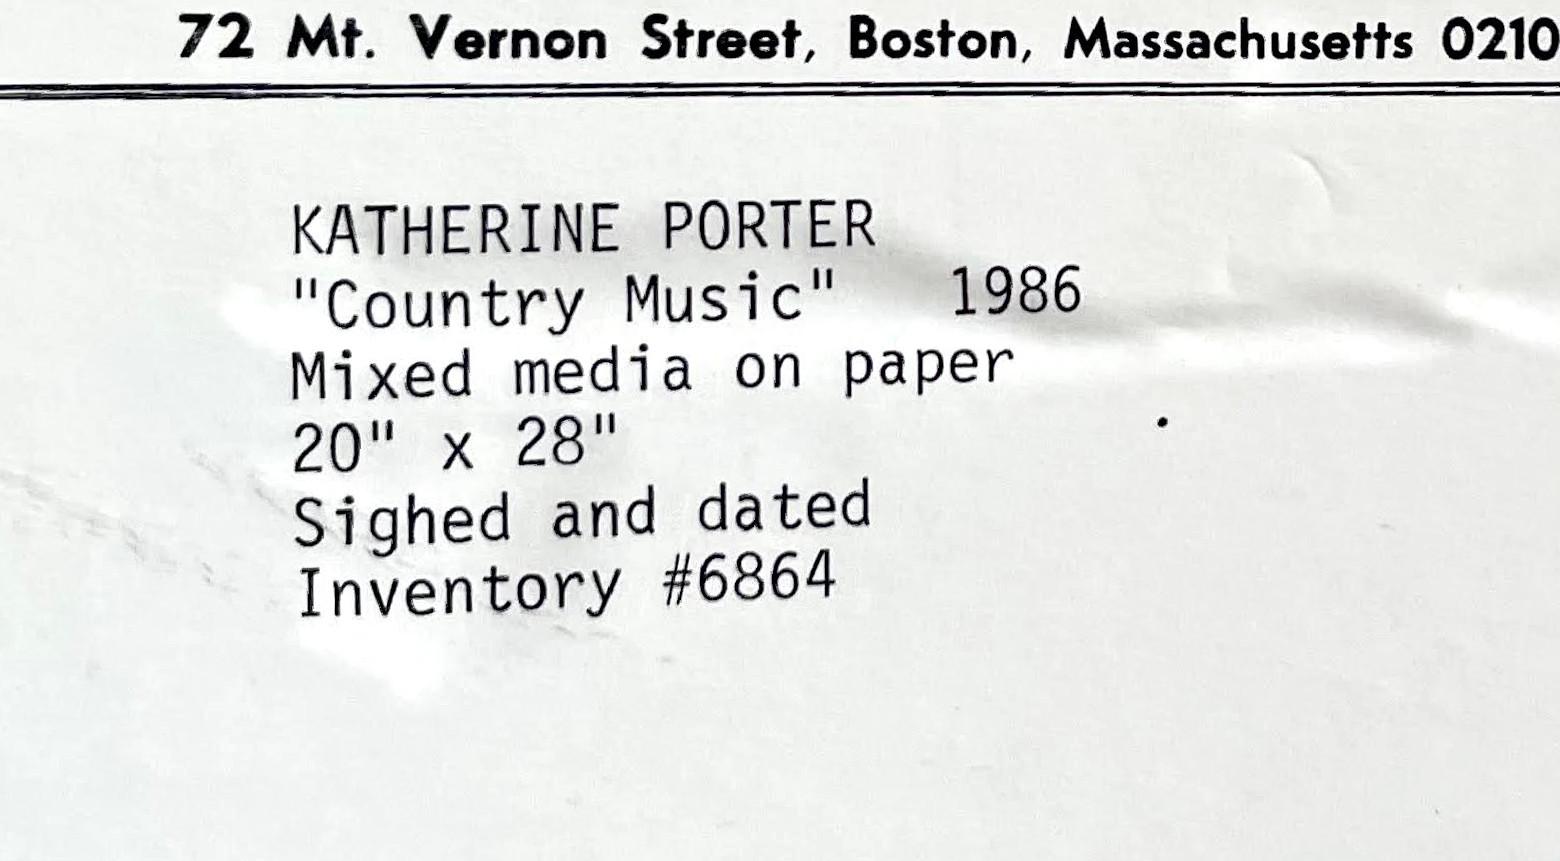 72 Mt. Vernon Street, Boston, Massachusetts 0210
KATHERINE PORTER
"Country Music" 1986
Mixed media on paper
20" x 28"
Sighed and dated
Inventory #6864